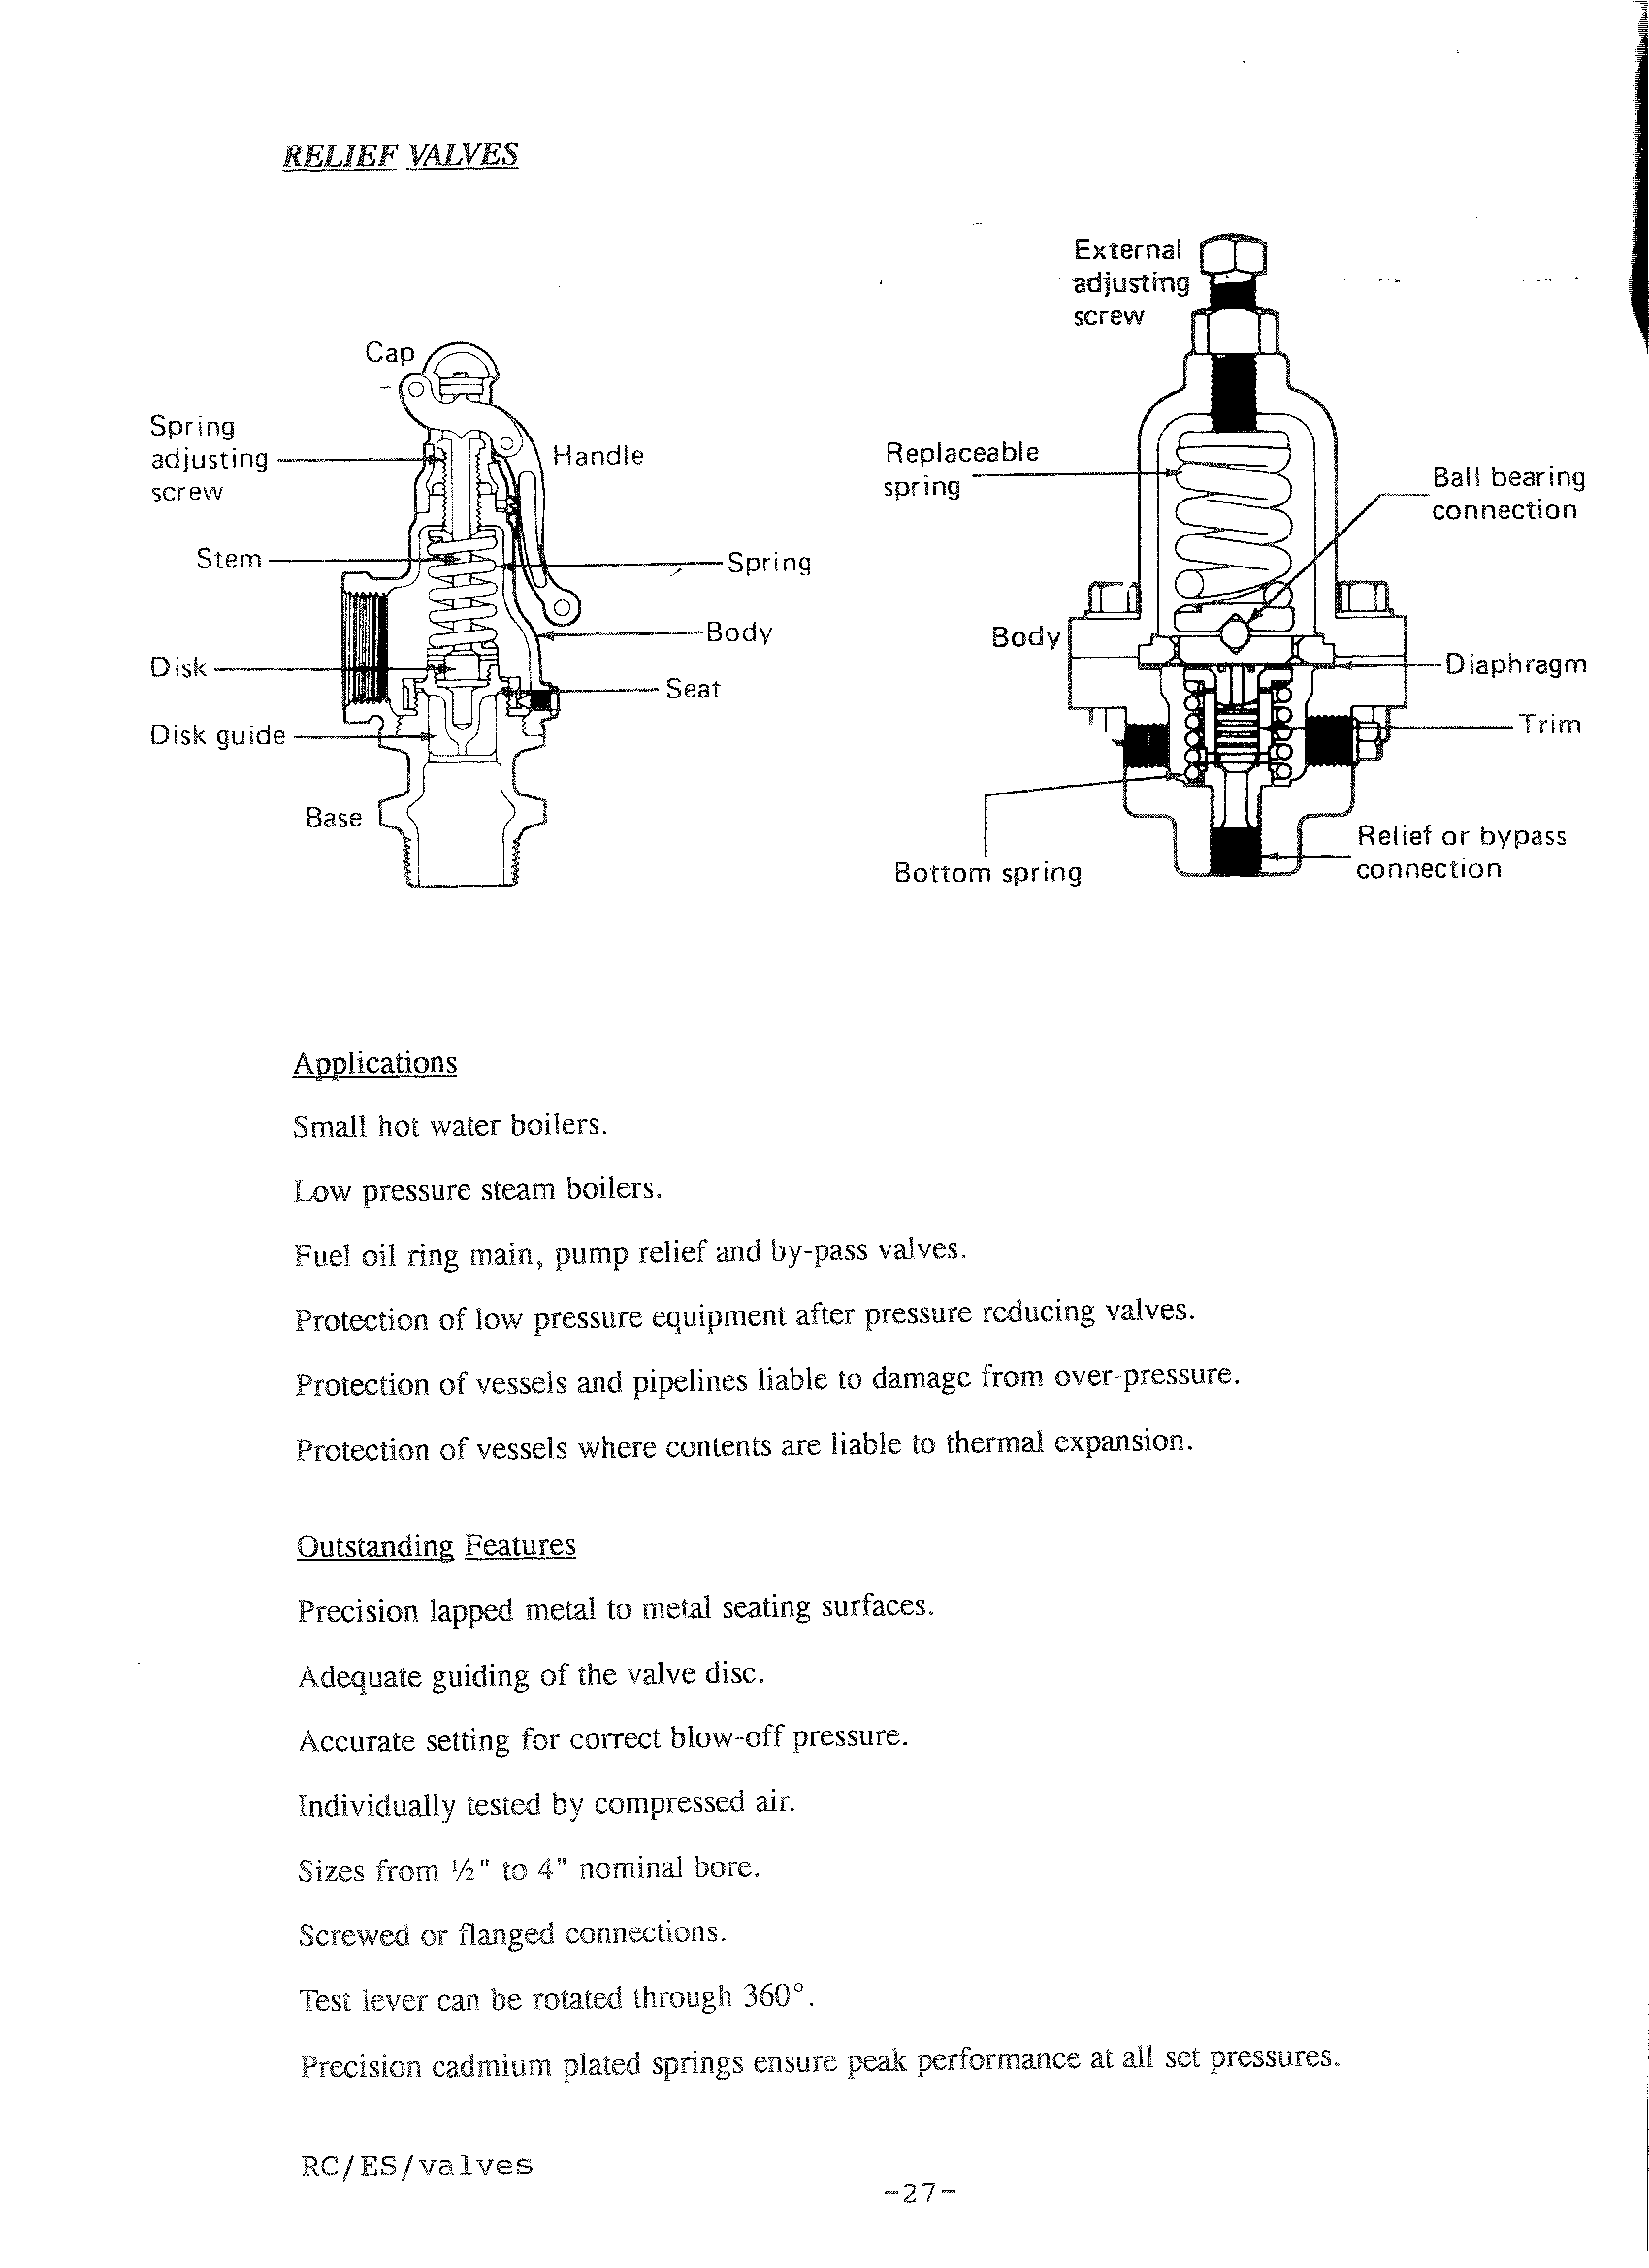 RELIEF VALVES
External
adjusting
screw
Cap
Spring
adjusting
screw
Handle
Replaceable
spring
Ball bearing
connection
Stem
Spring
Body
Body
Disk
Diaphragm
Seat
Disk guide
Trim
Base
Relief or bypass
connection
Bottom spring
Applications
Small hot water boilers.
Low pressure steam boilers.
Fuel oil ring main, pump relief and by-pass valves.
Protection of low pressure equipment after pressure reducing valves.
Protection of vessels and pipelines liable to damage from over-pressure.
Protection of vessels where contents are liable to thermal expansion.
Outstanding Features
Precision lapped metal to metal seating surfaces.
Adequate guiding of the valve disc.
Accurate setting for correct blow-off pressure.
Individually tested by compressed air.
Sizes from ½" to 4" nominal bore.
Screwed or flanged connections.
Test lever can be rotated through 360°.
Precision cadmium plated springs ensure peak performance at all set pressures.
RC/ES/valves
-27-